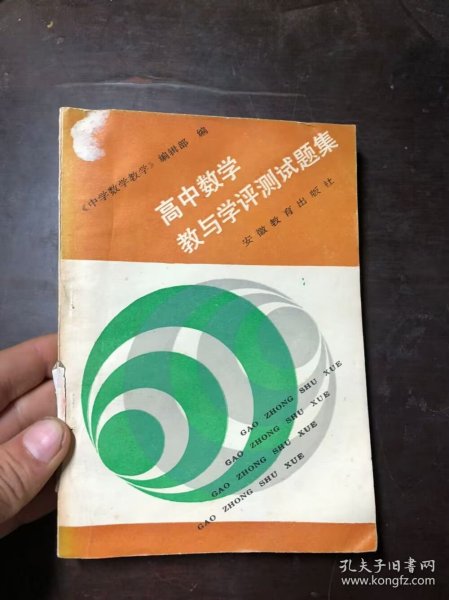 《中学数学教学》编辑部 编
高中数学
教与学评测试题集
安徽教育出版社
GAO ZHONG SHU XUE
GAO ZHONG SHU XUE
GAO ZHONG SHU XUE
GAO ZHONG SHU XUE
孔夫子旧书网
www.kongfz.com